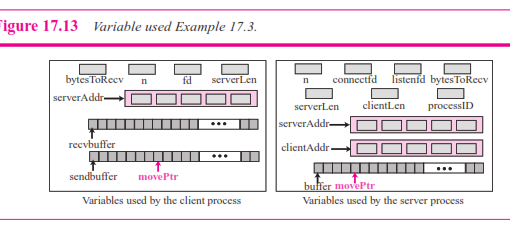 Figure 17.13 Variable used Example 17.3.
bytesToRecv n fd serverLen
serverAddr
recvbuffer
sendbuffer movePtr
Variables used by the client process
n connectfd listenfd bytesToRecv
serverLen clientLen processID
serverAddr
clientAddr
buffer movePtr
Variables used by the server process